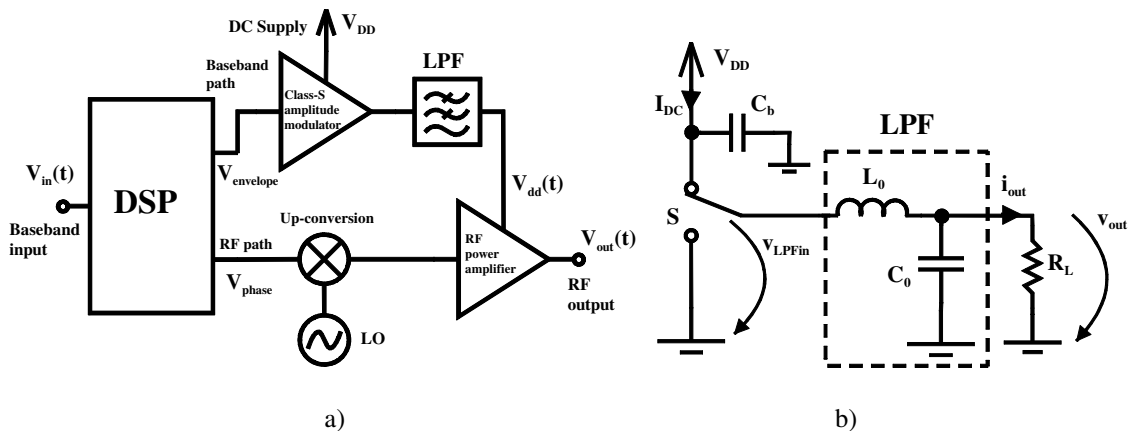 DC Supply
V_DD
Baseband
path
LPF
Class-S
amplitude
modulator
V_envelope
V_dd(t)
V_in(t)
DSP
Baseband
input
Up-conversion
RF path
V_phase
RF
power
amplifier
V_out(t)
RF
output
LO
a)
V_DD
I_DC
C_b
LPF
L_0
i_out
S
v_LPFin
C_0
R_L
v_out
b)